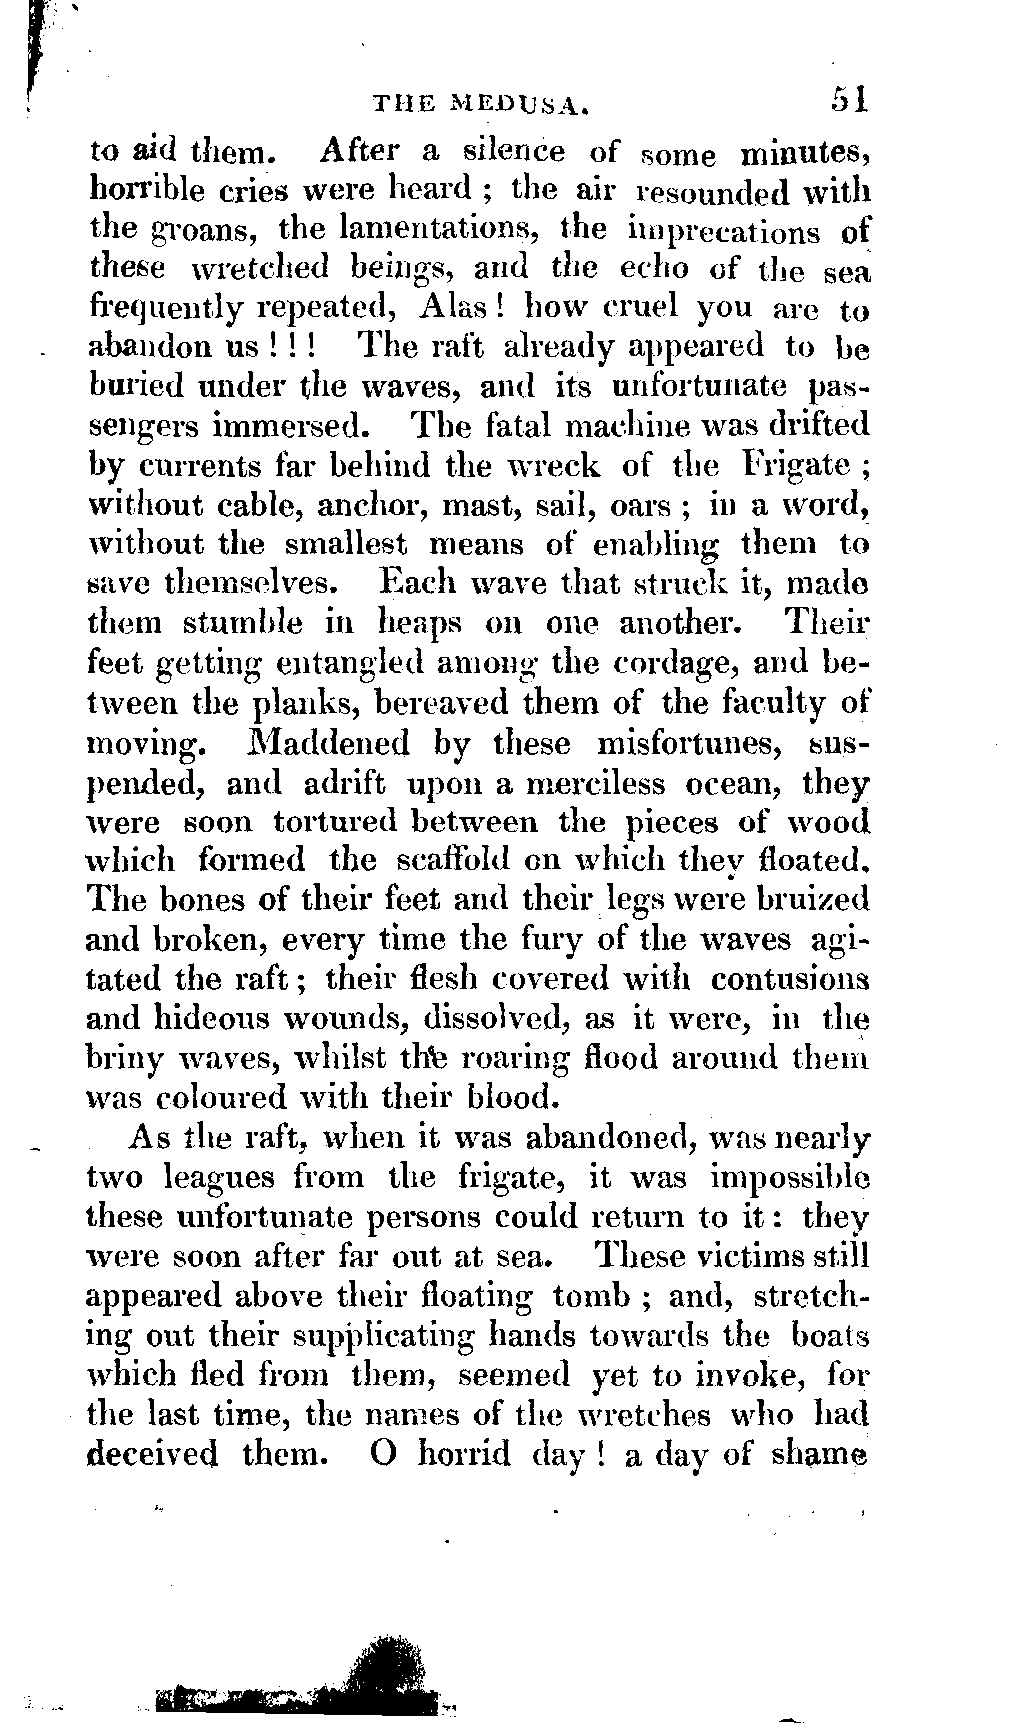 THE MEDUSA. 51
to aid them. After a silence of some minutes,
horrible cries were heard ; the air resounded with
the groans, the lamentations, the imprecations of
these wretched beings, and the echo of the sea
frequently repeated, Alas ! how cruel you are to
abandon us ! ! ! The raft already appeared to be
buried under the waves, and its unfortunate pas-
sengers immersed. The fatal machine was drifted
by currents far behind the wreck of the Frigate ;
without cable, anchor, mast, sail, oars ; in a word,
without the smallest means of enabling them to
save themselves. Each wave that struck it, made
them stumble in heaps on one another. Their
feet getting entangled among the cordage, and be-
tween the planks, bereaved them of the faculty of
moving. Maddened by these misfortunes, sus-
pended, and adrift upon a merciless ocean, they
were soon tortured between the pieces of wood
which formed the scaffold on which they floated.
The bones of their feet and their legs were bruized
and broken, every time the fury of the waves agi-
tated the raft ; their flesh covered with contusions
and hideous wounds, dissolved, as it were, in the
briny waves, whilst the roaring flood around them
was coloured with their blood.
As the raft, when it was abandoned, was nearly
two leagues from the frigate, it was impossible
these unfortunate persons could return to it : they
were soon after far out at sea. These victims still
appeared above their floating tomb ; and, stretch-
ing out their supplicating hands towards the boats
which fled from them, seemed yet to invoke, for
the last time, the names of the wretches who had
deceived them. O horrid day ! a day of shame